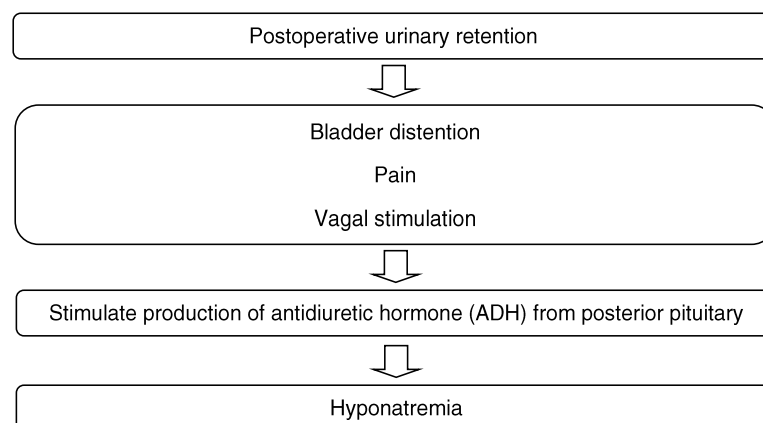 Postoperative urinary retention
Bladder distention
Pain
Vagal stimulation
Stimulate production of antidiuretic hormone (ADH) from posterior pituitary
Hyponatremia